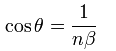 cos θ = 1/(nβ)